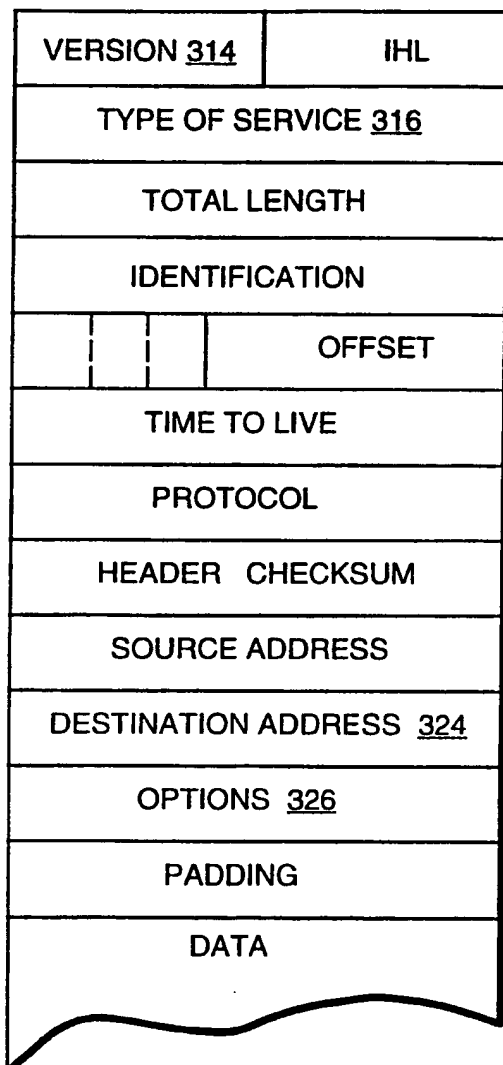 VERSION 314 IHL
TYPE OF SERVICE 316
TOTAL LENGTH
IDENTIFICATION
OFFSET
TIME TO LIVE
PROTOCOL
HEADER CHECKSUM
SOURCE ADDRESS
DESTINATION ADDRESS 324
OPTIONS 326
PADDING
DATA